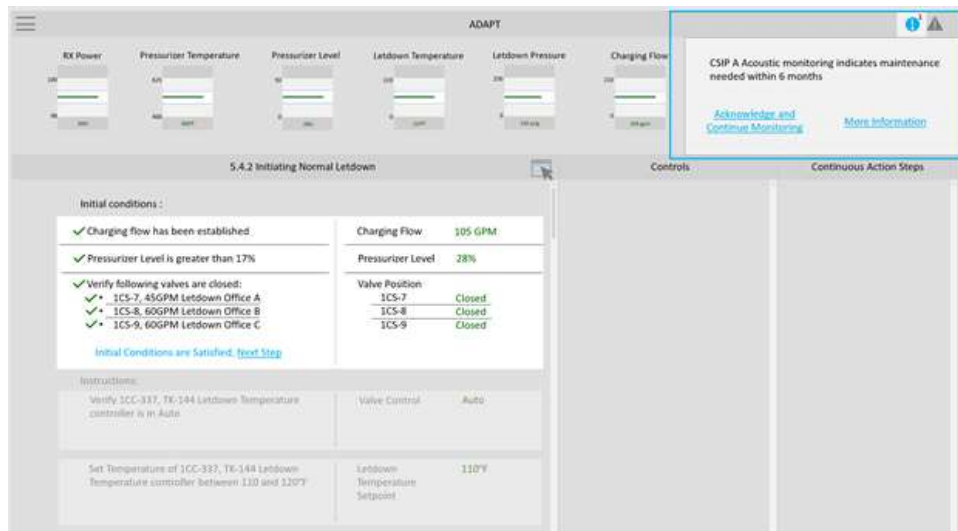 ADAPT
RX Power
Pressurizer Temperature
Pressurizer Level
Letdown Temperature
Letdown Pressure
Charging Flow
1
CSIP A Acoustic monitoring indicates maintenance
needed within 6 months
Acknowledge and
Continue Monitoring
More Information
5.4.2 Initiating Normal Letdown
Controls
Continuous Action Steps
Initial conditions :
Charging flow has been established
Charging Flow 105 GPM
Pressurizer Level is greater than 17%
Pressurizer Level 28%
Verify following valves are closed:
Valve Position
• 1CS-7, 45GPM Letdown Office A
1CS-7 Closed
• 1CS-8, 60GPM Letdown Office B
1CS-8 Closed
• 1CS-9, 60GPM Letdown Office C
1CS-9 Closed
Initial Conditions are Satisfied, Next Step
Instructions:
Verify 1CC-337, TK-144 Letdown Temperature
controller is in Auto
Valve Control Auto
Set Temperature of 1CC-337, TK-144 Letdown
Temperature controller between 110 and 120°F
Letdown
Temperature
Setpoint
110°F